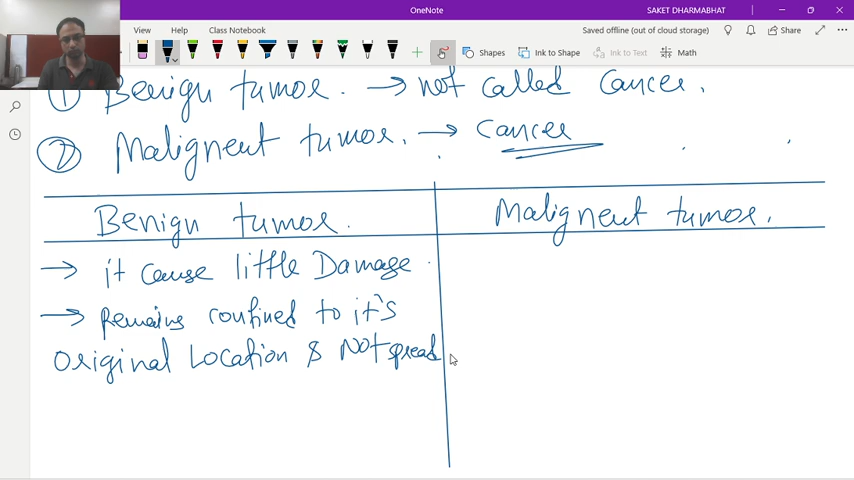 OneNote
SAKET DHARMABHAT
View Help Class Notebook
Saved offline (out of cloud storage) Share
Shapes Ink to Shape Ink to Text Math
① Benign tumor. → not called Cancer.
② Malignent tumor. → Cancer
Benign tumor. Malignent tumor.
→ it cause little Damage
→ Remains confined to it's
Original Location & Not spread